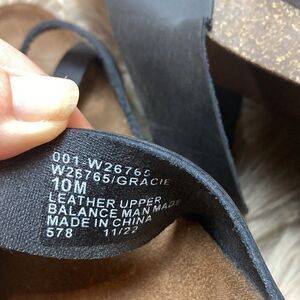 001-W26765
W26765/GRACIE
10M
LEATHER UPPER
BALANCE MAN MADE
MADE IN CHINA
578 11/22